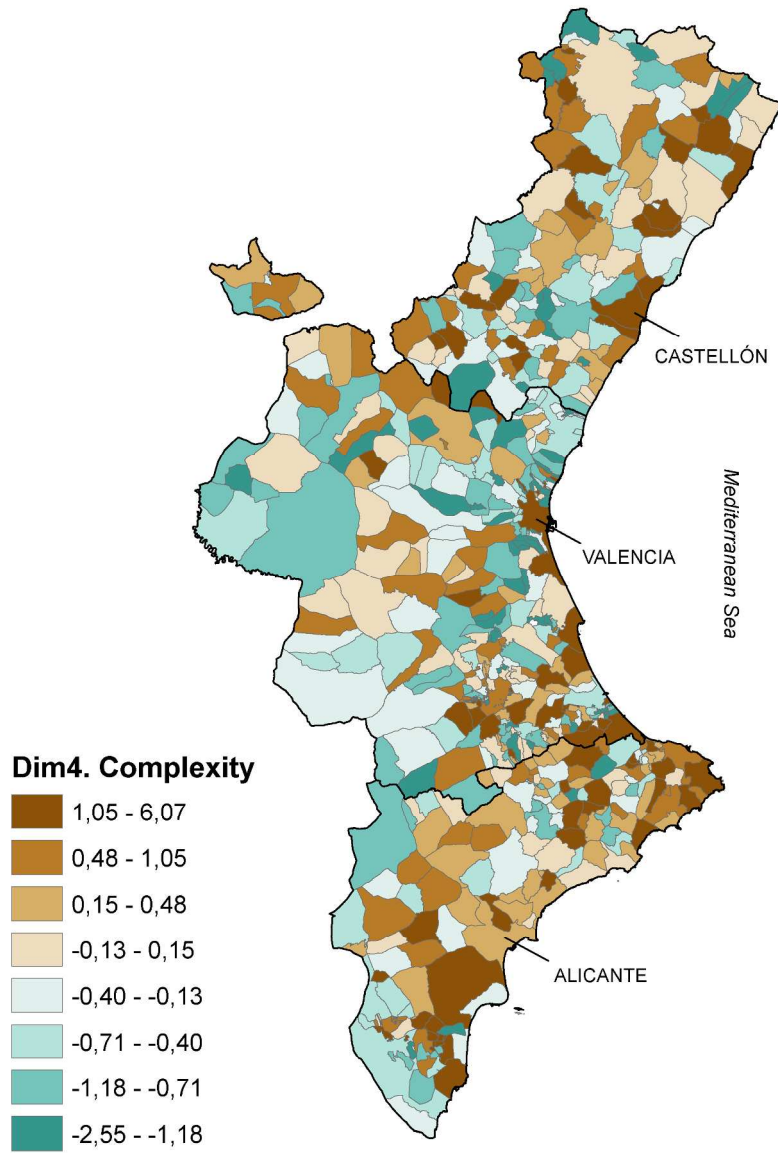 CASTELLÓN
Mediterranean Sea
VALENCIA
Dim4. Complexity
1,05 - 6,07
0,48 - 1,05
0,15 - 0,48
-0,13 - 0,15
-0,40 - -0,13
-0,71 - -0,40
-1,18 - -0,71
-2,55 - -1,18
ALICANTE